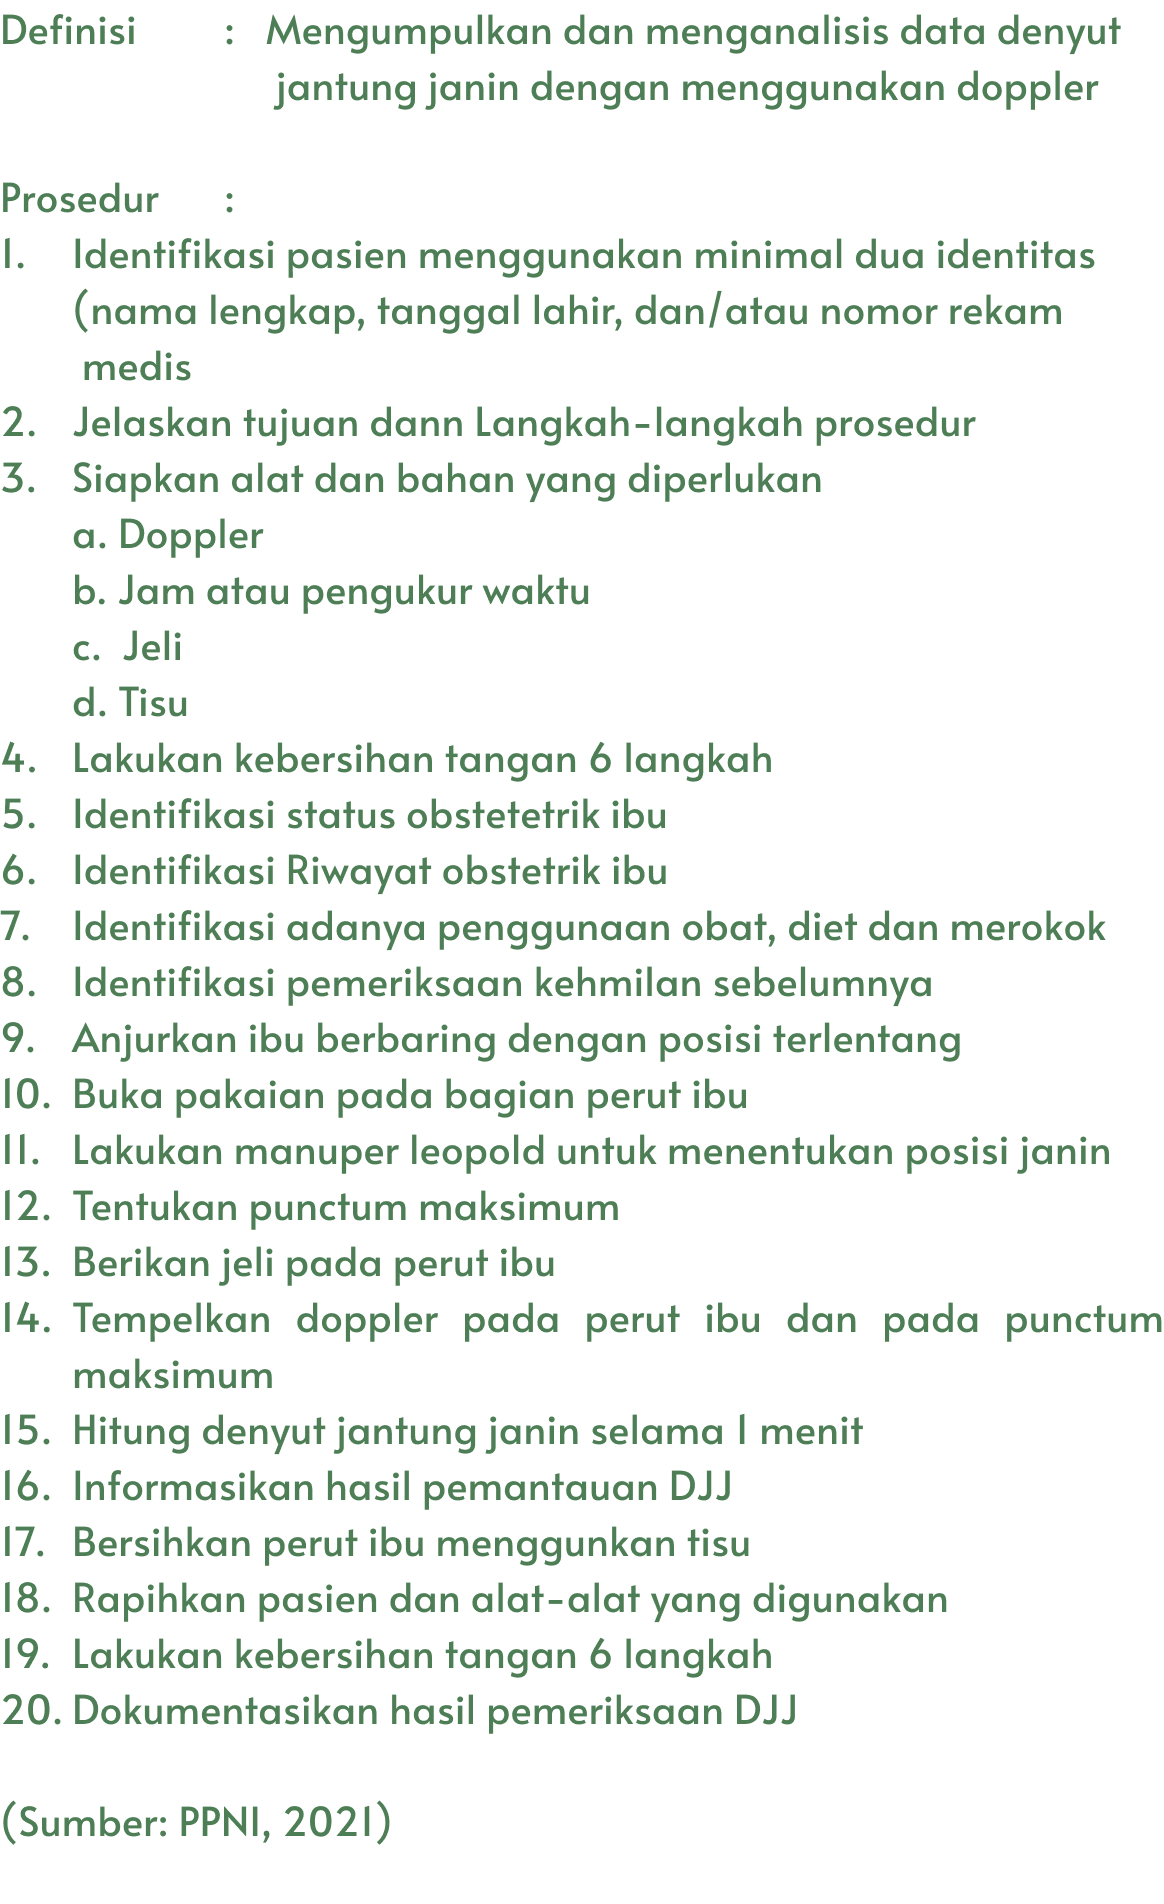 Definisi : Mengumpulkan dan menganalisis data denyut
jantung janin dengan menggunakan doppler
Prosedur :
1. Identifikasi pasien menggunakan minimal dua identitas
(nama lengkap, tanggal lahir, dan/atau nomor rekam
medis
2. Jelaskan tujuan dann Langkah-langkah prosedur
3. Siapkan alat dan bahan yang diperlukan
a. Doppler
b. Jam atau pengukur waktu
c. Jeli
d. Tisu
4. Lakukan kebersihan tangan 6 langkah
5. Identifikasi status obstetetrik ibu
6. Identifikasi Riwayat obstetrik ibu
7. Identifikasi adanya penggunaan obat, diet dan merokok
8. Identifikasi pemeriksaan kehmilan sebelumnya
9. Anjurkan ibu berbaring dengan posisi terlentang
10. Buka pakaian pada bagian perut ibu
11. Lakukan manuper leopold untuk menentukan posisi janin
12. Tentukan punctum maksimum
13. Berikan jeli pada perut ibu
14. Tempelkan doppler pada perut ibu dan pada punctum
maksimum
15. Hitung denyut jantung janin selama 1 menit
16. Informasikan hasil pemantauan DJJ
17. Bersihkan perut ibu menggunkan tisu
18. Rapihkan pasien dan alat-alat yang digunakan
19. Lakukan kebersihan tangan 6 langkah
20. Dokumentasikan hasil pemeriksaan DJJ
(Sumber: PPNI, 2021)